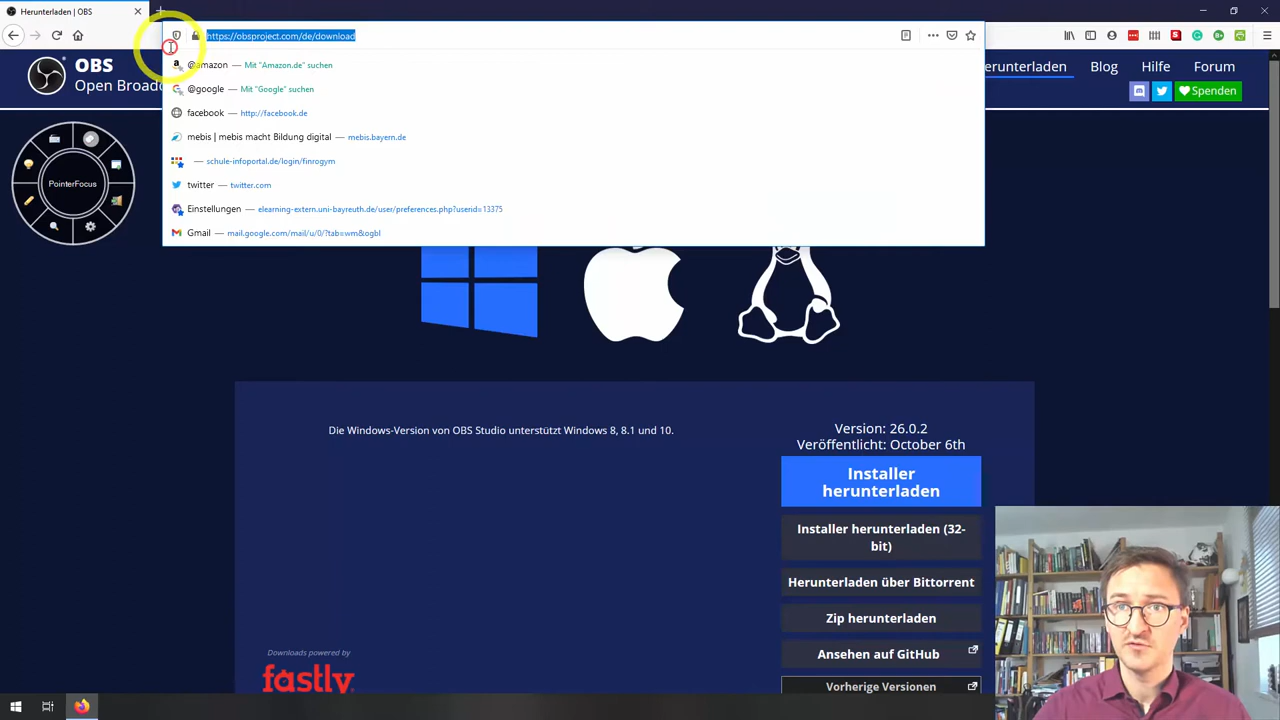 Herunterladen | OBS
https://obsproject.com/de/download
@amazon — Mit "Amazon.de" suchen
@google — Mit "Google" suchen
facebook — http://facebook.de
mebis | mebis macht Bildung digital — mebis.bayern.de
— schule-infoportal.de/login/finrogym
twitter — twitter.com
Einstellungen — elearning-extern.uni-bayreuth.de/user/preferences.php?userid=13375
Gmail — mail.google.com/mail/u/0/?tab=wm&ogbl
OBS
Open Broad
erunterladen
Blog
Hilfe
Forum
Spenden
PointerFocus
Die Windows-Version von OBS Studio unterstützt Windows 8, 8.1 und 10.
Version: 26.0.2
Veröffentlicht: October 6th
Installer
herunterladen
Installer herunterladen (32-
bit)
Herunterladen über Bittorrent
Zip herunterladen
Ansehen auf GitHub
Vorherige Versionen
Downloads powered by
fastly